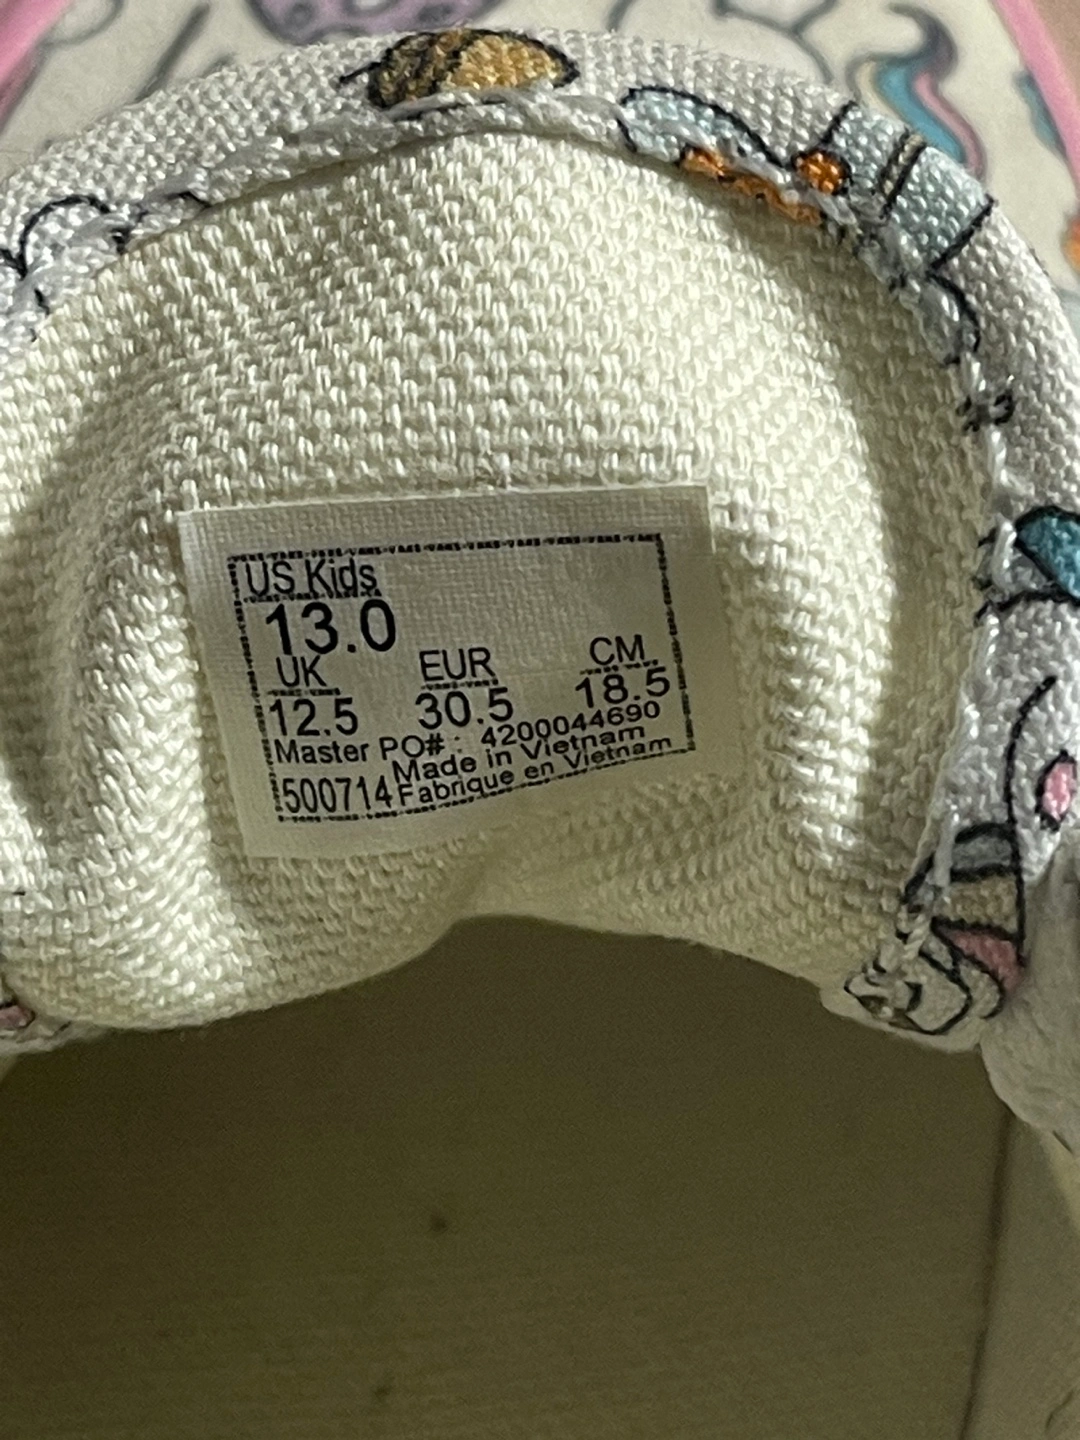 US Kids
13.0
UK EUR CM
12.5 30.5 18.5
Master PO# : 4200044690
500714 Made in Vietnam
Fabrique en Vietnam